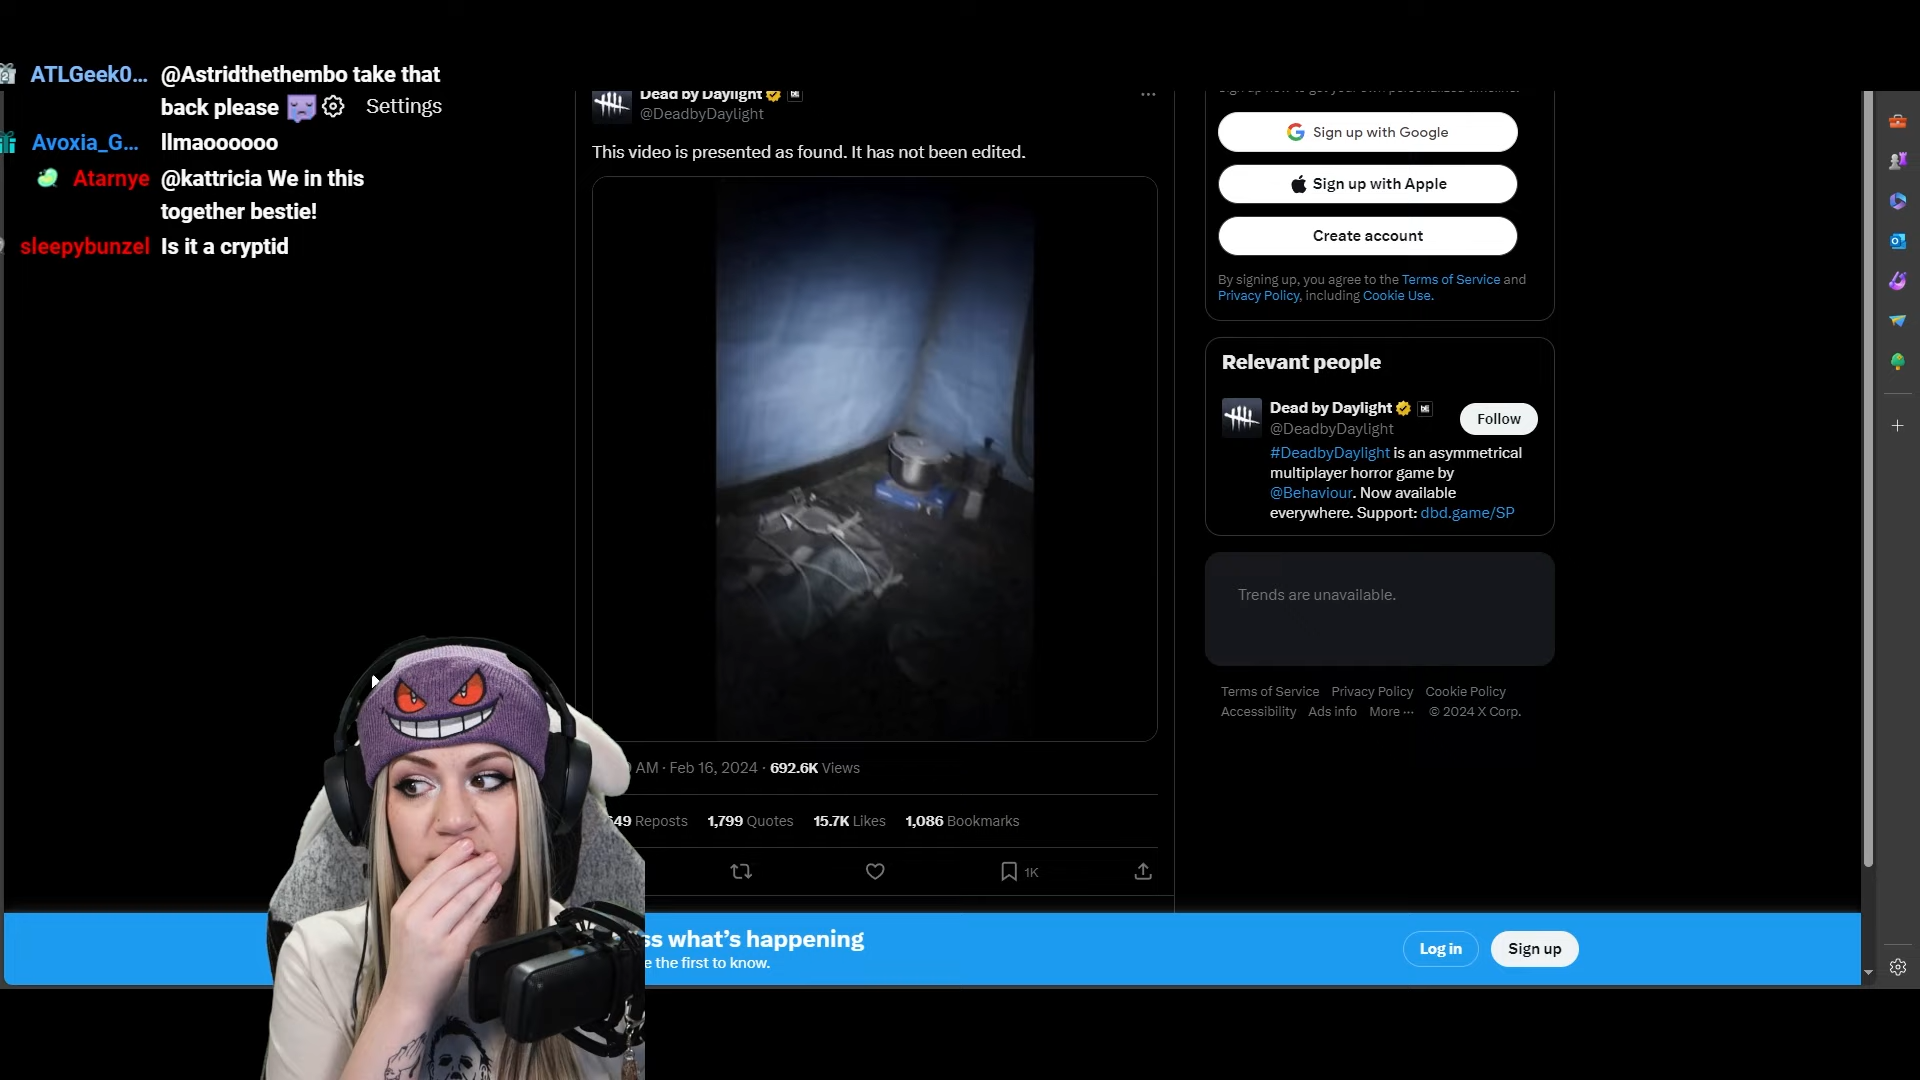 ATLGeek0... @Astridthethembo take that
back please Settings
Avoxia_G... llmaoooooo
Atarnye @kattricia We in this
together bestie!
sleepybunzel Is it a cryptid
Dead by Daylight
@DeadbyDaylight
This video is presented as found. It has not been edited.
AM · Feb 16, 2024 · 692.6K Views
649 Reposts 1,799 Quotes 15.7K Likes 1,086 Bookmarks
1K
Sign up with Google
Sign up with Apple
Create account
By signing up, you agree to the Terms of Service and
Privacy Policy, including Cookie Use.
Relevant people
Dead by Daylight
@DeadbyDaylight
Follow
#DeadbyDaylight is an asymmetrical
multiplayer horror game by
@Behaviour. Now available
everywhere. Support: dbd.game/SP
Trends are unavailable.
Terms of Service Privacy Policy Cookie Policy
Accessibility Ads info More ··· © 2024 X Corp.
ss what's happening
e the first to know.
Log in Sign up